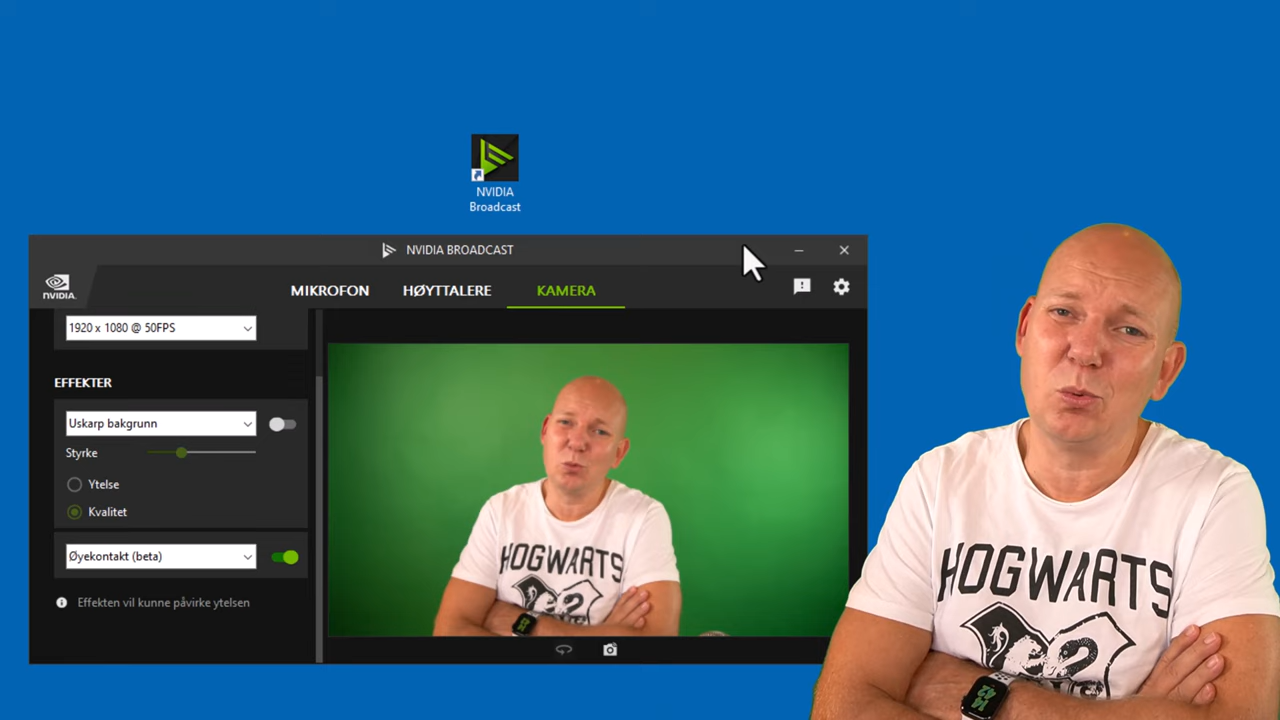 NVIDIA
Broadcast
NVIDIA BROADCAST
NVIDIA.
MIKROFON
HØYTTALERE
KAMERA
1920 x 1080 @ 50FPS
EFFEKTER
Uskarp bakgrunn
Styrke
Ytelse
Kvalitet
Øyekontakt (beta)
Effekten vil kunne påvirke ytelsen
HOGWARTS
HOGWARTS